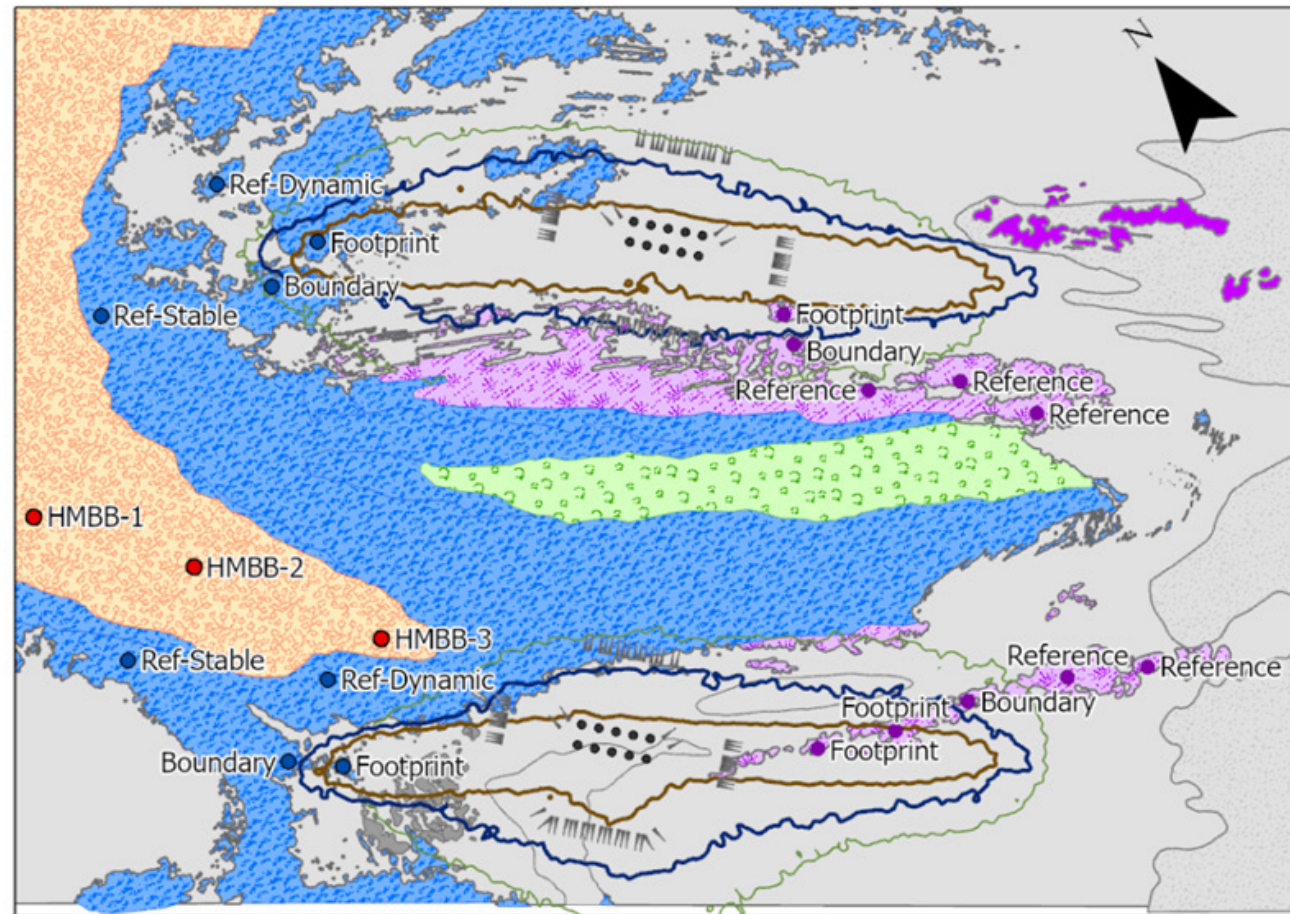 N
Ref-Dynamic
Footprint
Boundary
Ref-Stable
Footprint
Boundary
Reference
Reference
Reference
HMBB-1
HMBB-2
HMBB-3
Ref-Stable
Ref-Dynamic
Reference
Reference
Boundary
Footprint
Footprint
Boundary
Footprint